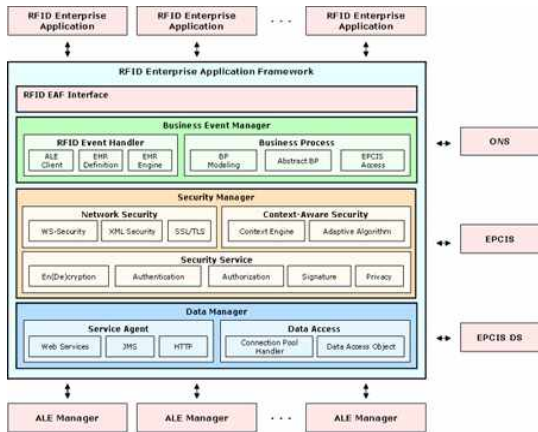 RFID Enterprise
Application
RFID Enterprise
Application
. . .
RFID Enterprise
Application
RFID Enterprise Application Framework
RFID EAF Interface
Business Event Manager
RFID Event Handler
ALE
Client
EHR
Definition
EHR
Engine
Business Process
BP
Modeling
Abstract BP
EPCIS
Access
ONS
Security Manager
Network Security
WS-Security
XML Security
SSL/TLS
Context-Aware Security
Context Engine
Adaptive Algorithm
EPCIS
Security Service
En(De)cryption
Authentication
Authorization
Signature
Privacy
Data Manager
Service Agent
Web Services
JMS
HTTP
Data Access
Connection Pool
Handler
Data Access Object
EPCIS DS
ALE Manager
ALE Manager
. . .
ALE Manager